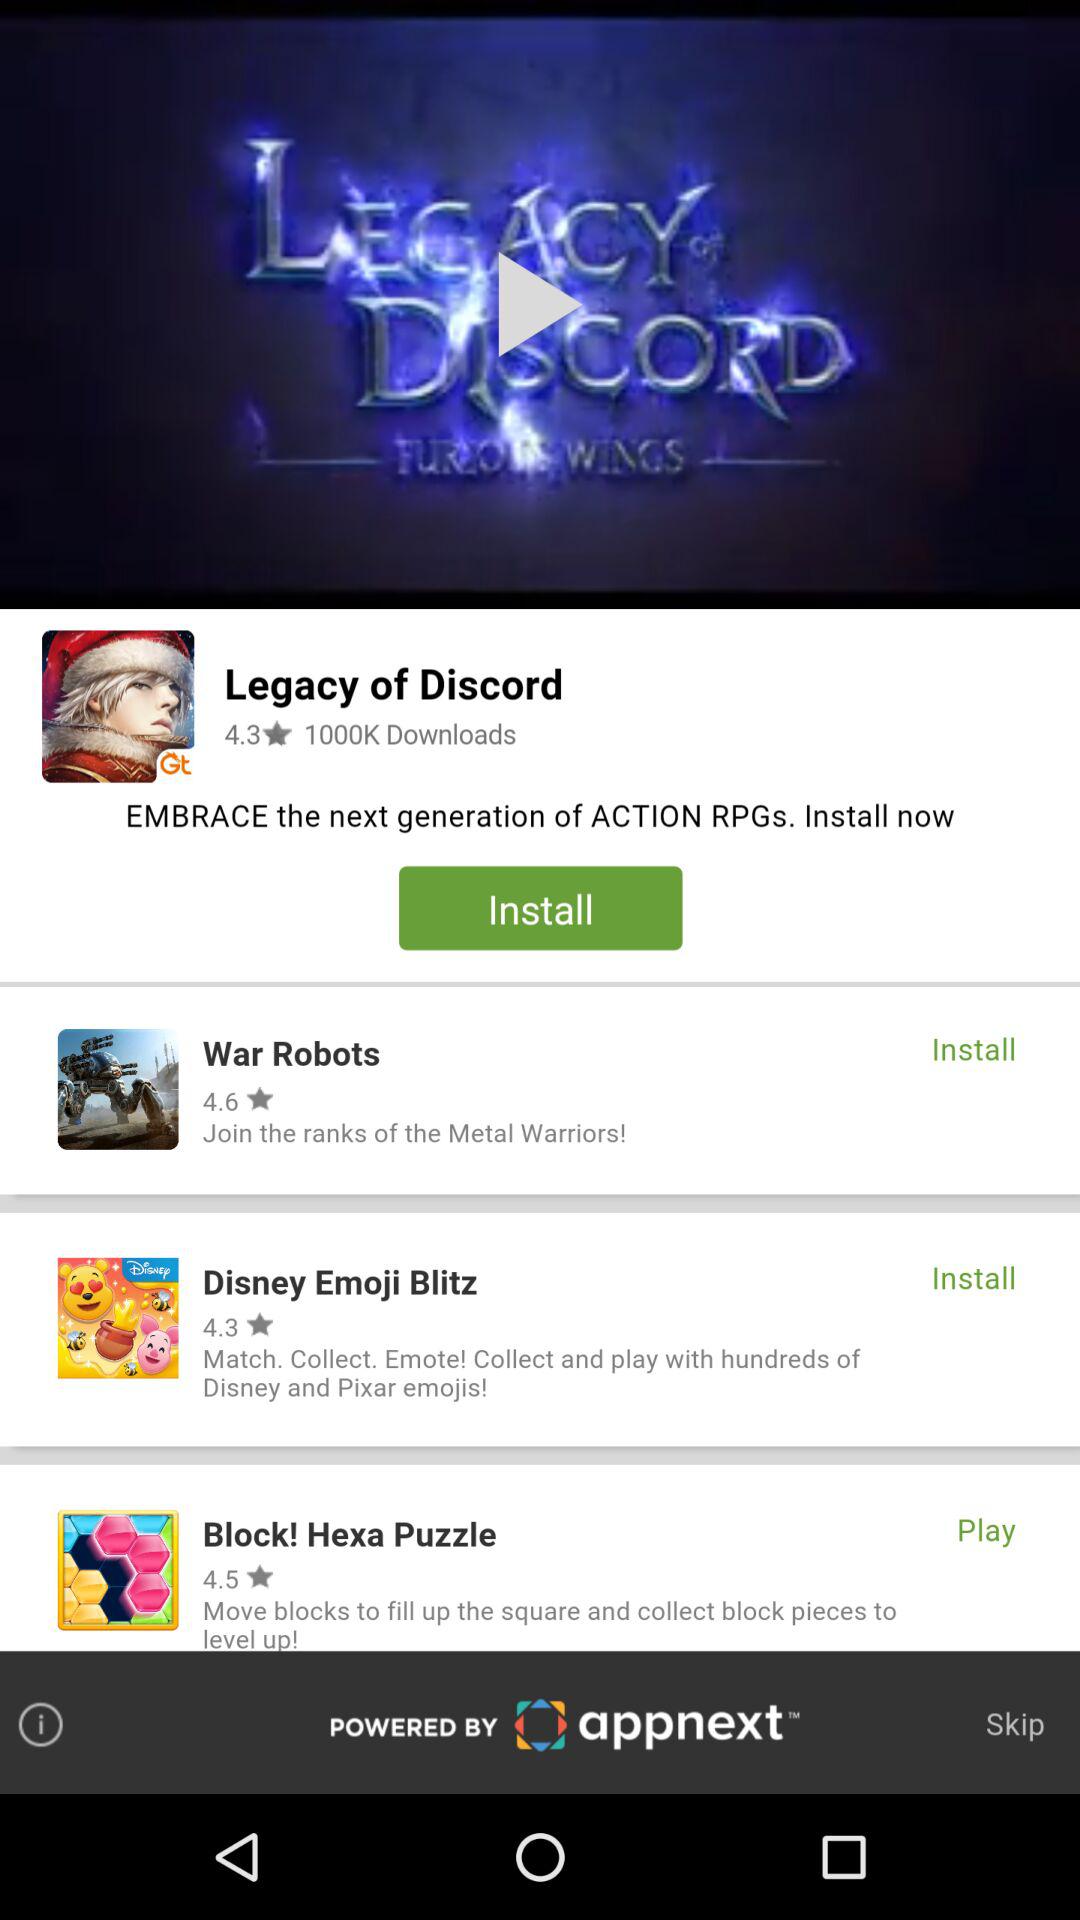 LEGACY OF
DISCORD
FURIOUS WINGS
Legacy of Discord
4.3 1000K Downloads
Gt
EMBRACE the next generation of ACTION RPGs. Install now
Install
War Robots
Install
4.6
Join the ranks of the Metal Warriors!
Disney
Disney Emoji Blitz
Install
4.3
Match. Collect. Emote! Collect and play with hundreds of
Disney and Pixar emojis!
Block! Hexa Puzzle
Play
4.5
Move blocks to fill up the square and collect block pieces to
level up!
POWERED BY appnext™
Skip